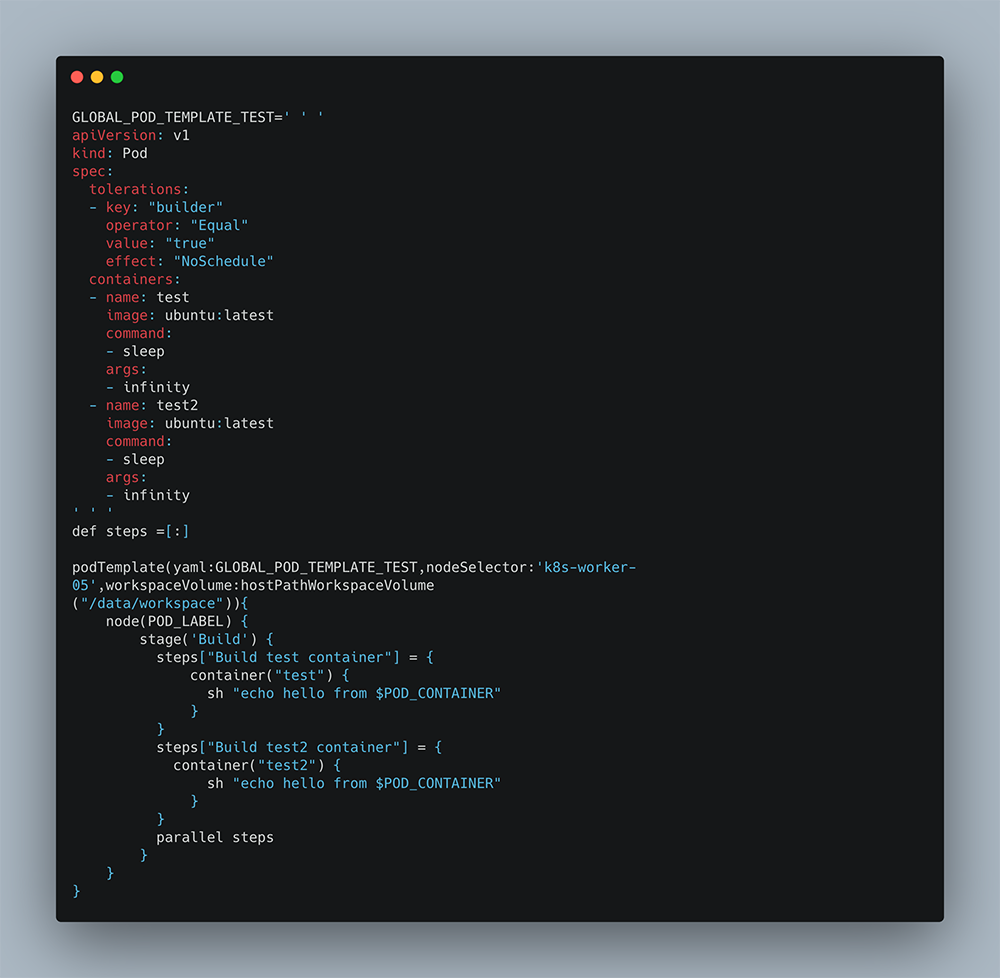 GLOBAL_POD_TEMPLATE_TEST=' ' '
apiVersion: v1
kind: Pod
spec:
  tolerations:
  - key: "builder"
    operator: "Equal"
    value: "true"
    effect: "NoSchedule"
  containers:
  - name: test
    image: ubuntu:latest
    command:
    - sleep
    args:
    - infinity
  - name: test2
    image: ubuntu:latest
    command:
    - sleep
    args:
    - infinity
' ' '
def steps =[:]

podTemplate(yaml:GLOBAL_POD_TEMPLATE_TEST,nodeSelector:'k8s-worker-
05',workspaceVolume:hostPathWorkspaceVolume
("/data/workspace")){
    node(POD_LABEL) {
        stage('Build') {
          steps["Build test container"] = {
              container("test") {
                sh "echo hello from $POD_CONTAINER"
              }
          }
          steps["Build test2 container"] = {
            container("test2") {
                sh "echo hello from $POD_CONTAINER"
              }
          }
          parallel steps
        }
    }
}